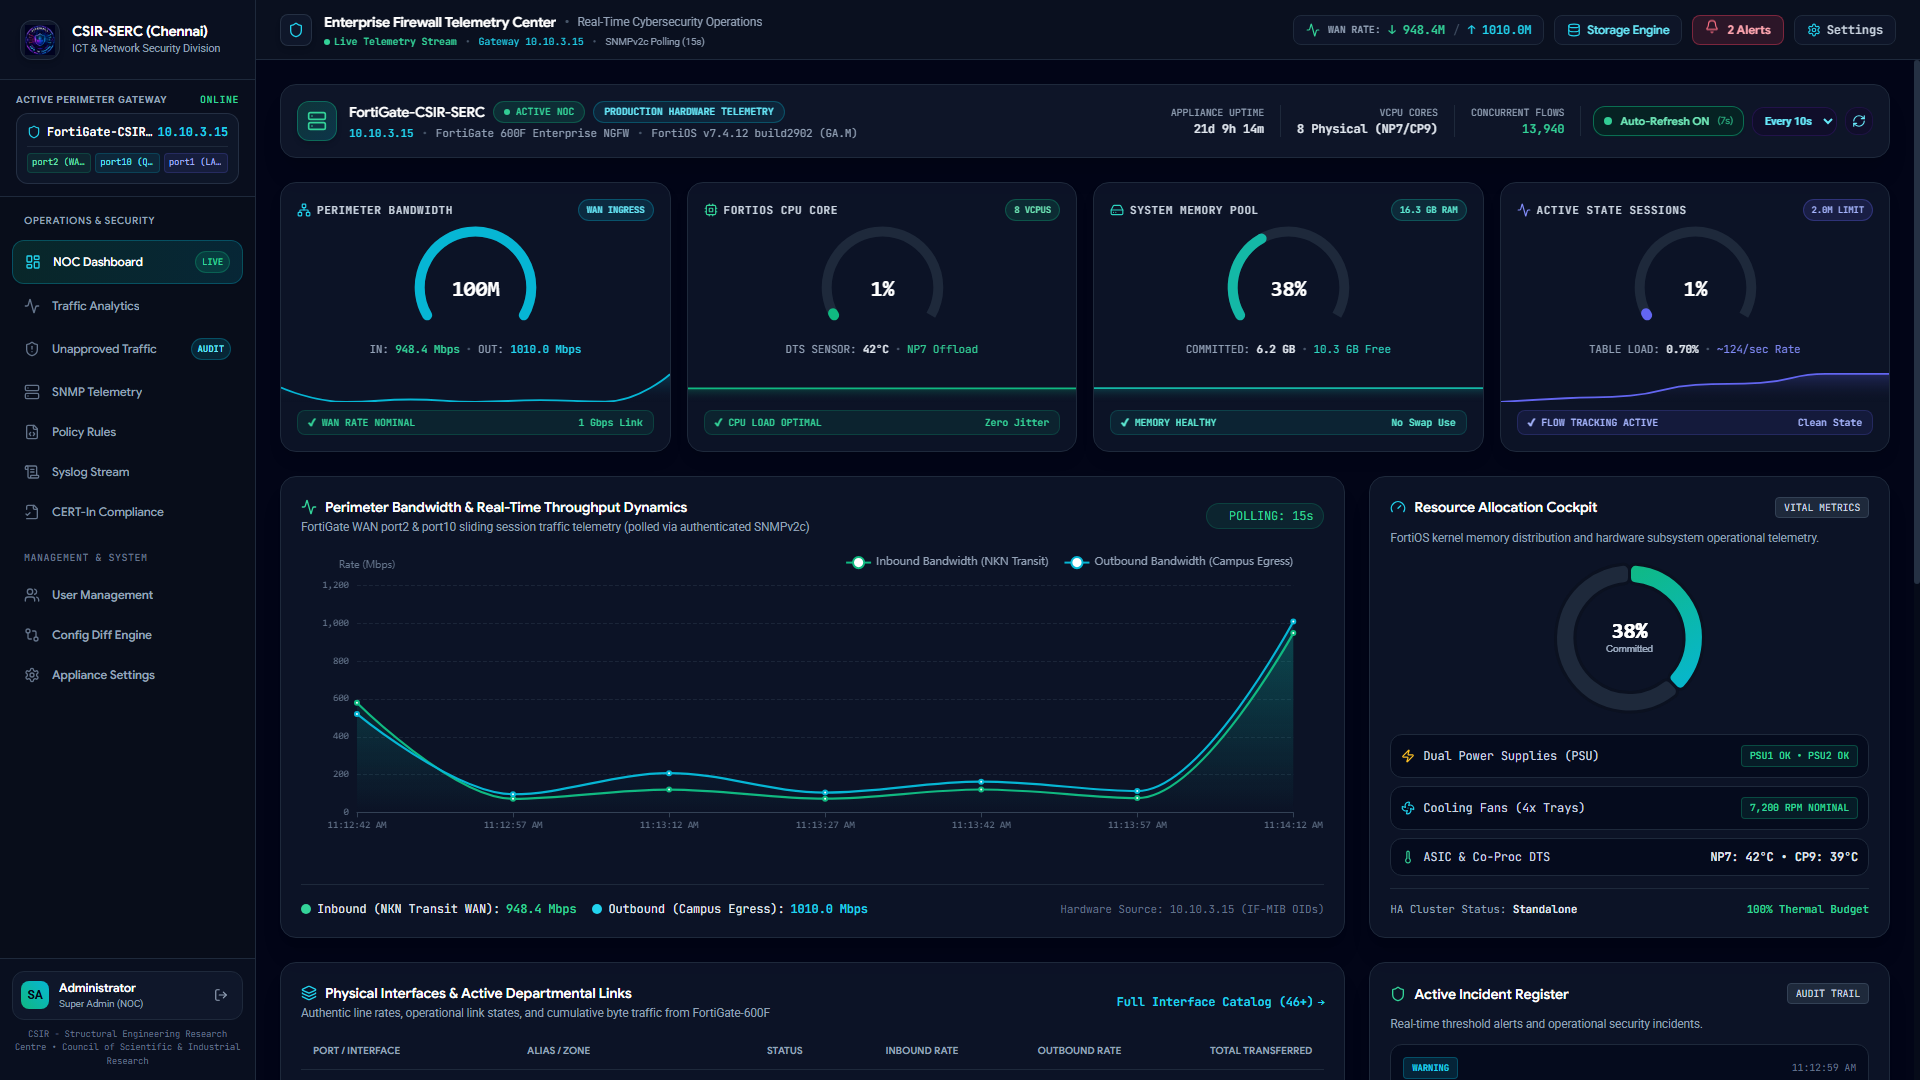 CSIR-SERC (Chennai)
ICT & Network Security Division
ACTIVE PERIMETER GATEWAY ONLINE
FortiGate-CSIR... 10.10.3.15
port2 (WA… port10 (Q… port1 (LA…
OPERATIONS & SECURITY
NOC Dashboard LIVE
Traffic Analytics
Unapproved Traffic AUDIT
SNMP Telemetry
Policy Rules
Syslog Stream
CERT-In Compliance
MANAGEMENT & SYSTEM
User Management
Config Diff Engine
Appliance Settings
SA Administrator
Super Admin (NOC)
CSIR - Structural Engineering Research
Centre • Council of Scientific & Industrial
Research
Enterprise Firewall Telemetry Center • Real-Time Cybersecurity Operations
Live Telemetry Stream • Gateway 10.10.3.15 • SNMPv2c Polling (15s)
WAN RATE: ↓ 948.4M / ↑ 1010.0M
Storage Engine
2 Alerts
Settings
FortiGate-CSIR-SERC ACTIVE NOC PRODUCTION HARDWARE TELEMETRY
10.10.3.15 • FortiGate 600F Enterprise NGFW • FortiOS v7.4.12 build2902 (GA.M)
APPLIANCE UPTIME
21d 9h 14m
VCPU CORES
8 Physical (NP7/CP9)
CONCURRENT FLOWS
13,940
Auto-Refresh ON (7s)
Every 10s
PERIMETER BANDWIDTH WAN INGRESS
100M
IN: 948.4 Mbps • OUT: 1010.0 Mbps
✓ WAN RATE NOMINAL 1 Gbps Link
FORTIOS CPU CORE 8 VCPUS
1%
DTS SENSOR: 42°C • NP7 Offload
✓ CPU LOAD OPTIMAL Zero Jitter
SYSTEM MEMORY POOL 16.3 GB RAM
38%
COMMITTED: 6.2 GB • 10.3 GB Free
✓ MEMORY HEALTHY No Swap Use
ACTIVE STATE SESSIONS 2.0M LIMIT
1%
TABLE LOAD: 0.70% • ~124/sec Rate
✓ FLOW TRACKING ACTIVE Clean State
Perimeter Bandwidth & Real-Time Throughput Dynamics
FortiGate WAN port2 & port10 sliding session traffic telemetry (polled via authenticated SNMPv2c)
POLLING: 15s
Rate (Mbps)
Inbound Bandwidth (NKN Transit) Outbound Bandwidth (Campus Egress)
1,200
1,000
800
600
400
200
0
11:12:42 AM 11:12:57 AM 11:13:12 AM 11:13:27 AM 11:13:42 AM 11:13:57 AM 11:14:12 AM
Inbound (NKN Transit WAN): 948.4 Mbps Outbound (Campus Egress): 1010.0 Mbps
Hardware Source: 10.10.3.15 (IF-MIB OIDs)
Resource Allocation Cockpit VITAL METRICS
FortiOS kernel memory distribution and hardware subsystem operational telemetry.
38%
Committed
Dual Power Supplies (PSU) PSU1 OK • PSU2 OK
Cooling Fans (4x Trays) 7,200 RPM NOMINAL
ASIC & Co-Proc DTS NP7: 42°C • CP9: 39°C
HA Cluster Status: Standalone 100% Thermal Budget
Physical Interfaces & Active Departmental Links
Authentic line rates, operational link states, and cumulative byte traffic from FortiGate-600F
Full Interface Catalog (46+) →
PORT / INTERFACE ALIAS / ZONE STATUS INBOUND RATE OUTBOUND RATE TOTAL TRANSFERRED
Active Incident Register AUDIT TRAIL
Real-time threshold alerts and operational security incidents.
WARNING 11:12:59 AM